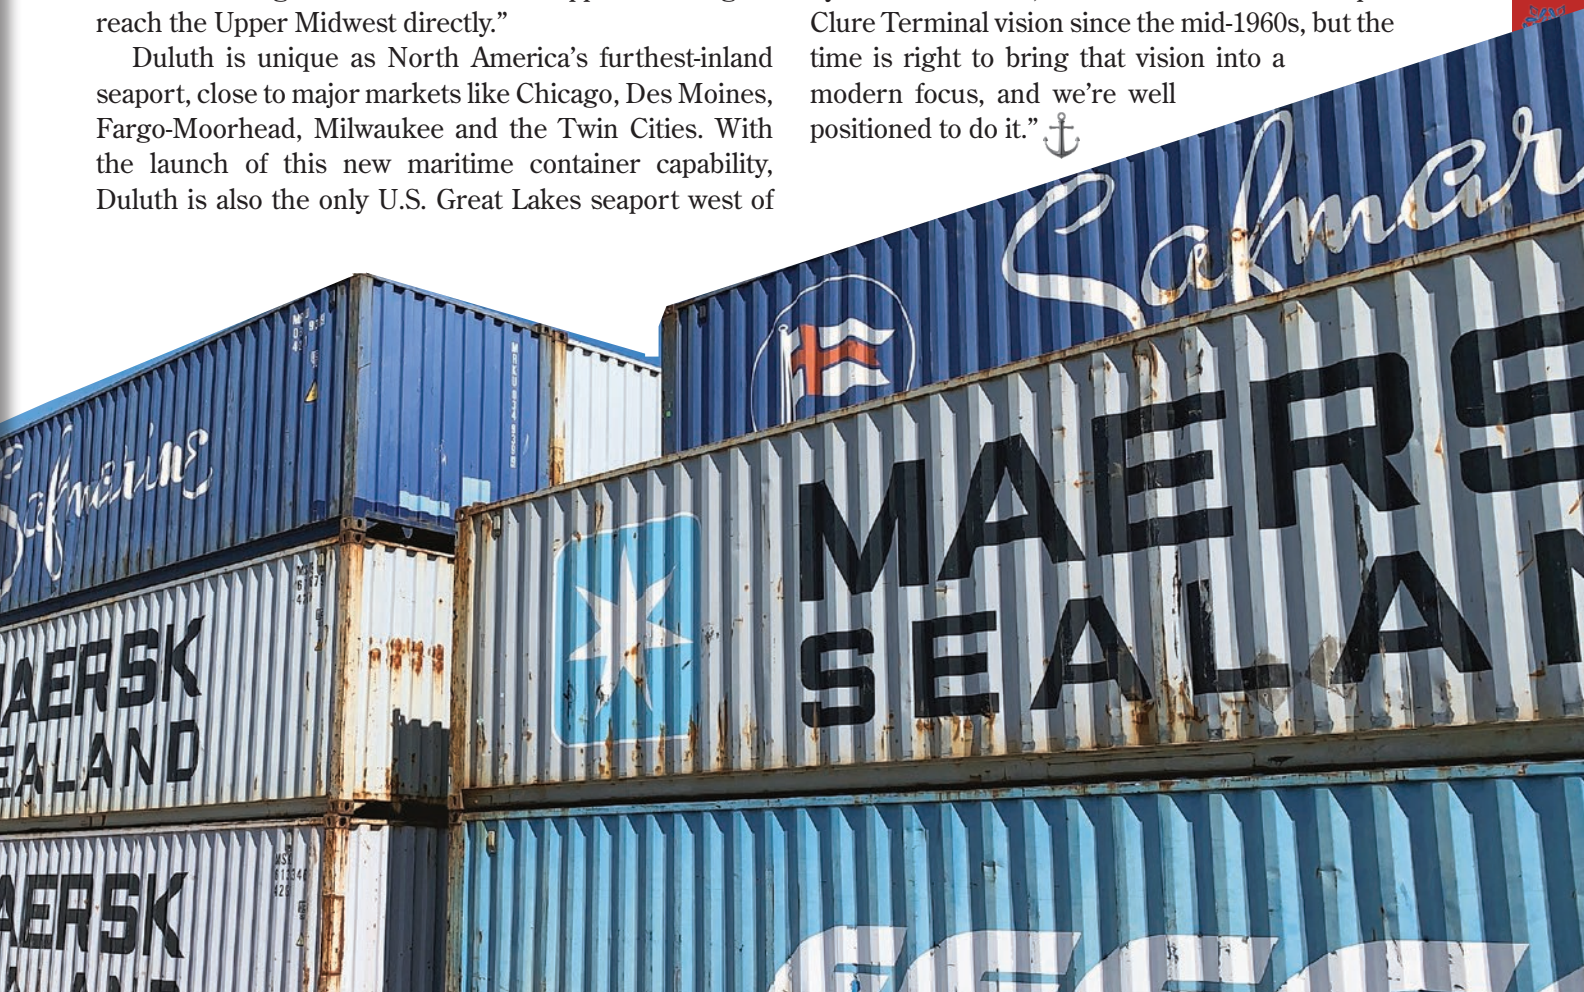 reach the Upper Midwest directly.”
Duluth is unique as North America’s furthest-inland
seaport, close to major markets like Chicago, Des Moines,
Fargo-Moorhead, Milwaukee and the Twin Cities. With
the launch of this new maritime container capability,
Duluth is also the only U.S. Great Lakes seaport west of
Clure Terminal vision since the mid-1960s, but the
time is right to bring that vision into a
modern focus, and we’re well
positioned to do it.”
Safmar
MAERS
SEALA
Safmarine
AERSK
EALAND
AERSK